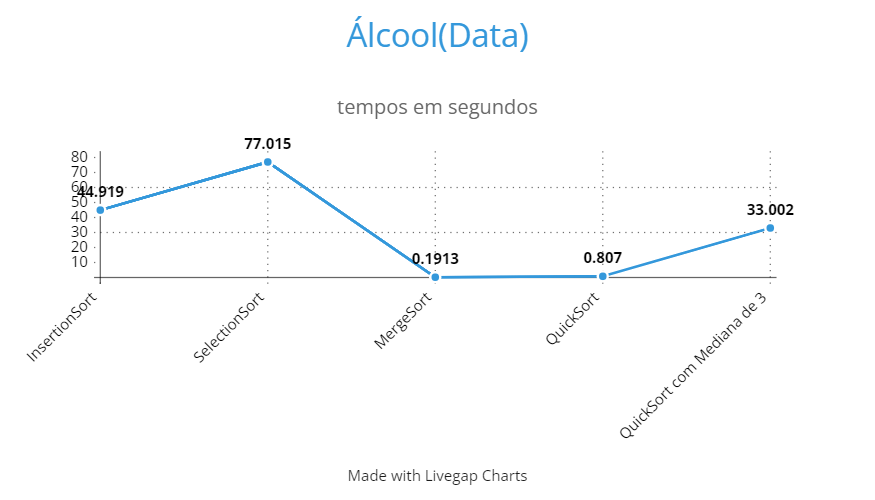 Álcool(Data)
tempos em segundos
80
70
60
50
40
30
20
10
44.919
77.015
0.1913
0.807
33.002
InsertionSort
SelectionSort
MergeSort
QuickSort
QuickSort com Mediana de 3
Made with Livegap Charts